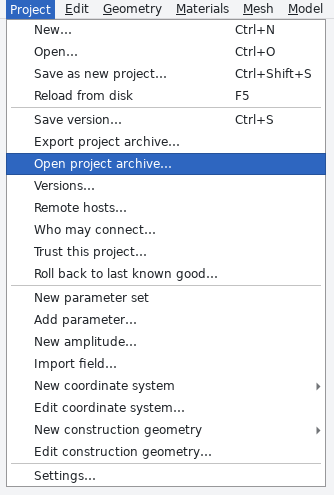 Project Edit Geometry Materials Mesh Model
New... Ctrl+N
Open... Ctrl+O
Save as new project... Ctrl+Shift+S
Reload from disk F5
Save version... Ctrl+S
Export project archive...
Open project archive...
Versions...
Remote hosts...
Who may connect...
Trust this project...
Roll back to last known good...
New parameter set
Add parameter...
New amplitude...
Import field...
New coordinate system
Edit coordinate system...
New construction geometry
Edit construction geometry...
Settings...